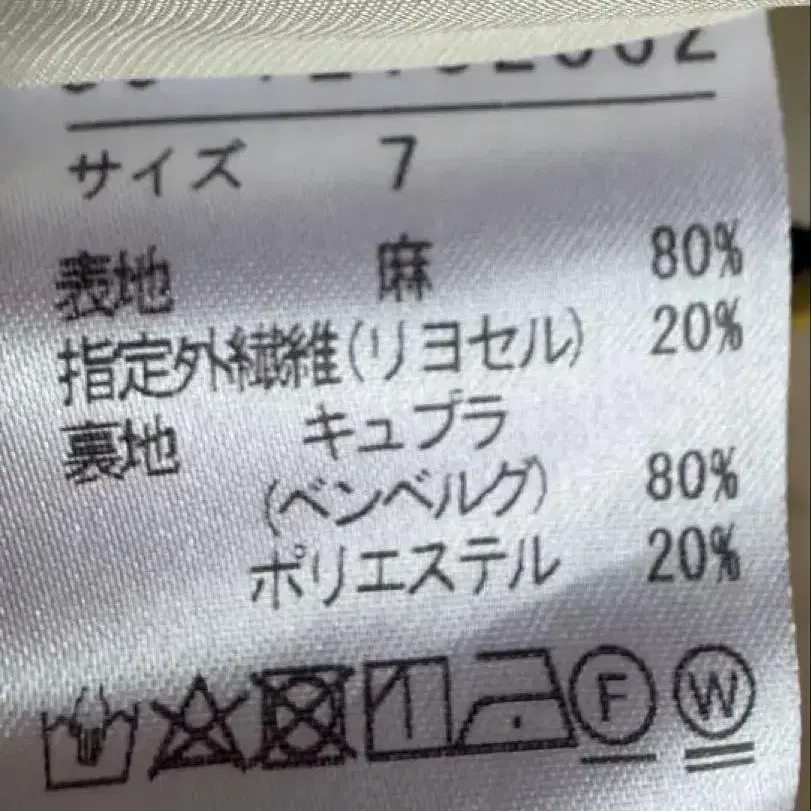 サイズ 7
表地 麻 80%
指定外繊維(リヨセル) 20%
裏地 キュプラ
(ベンベルグ) 80%
ポリエステル 20%
F W